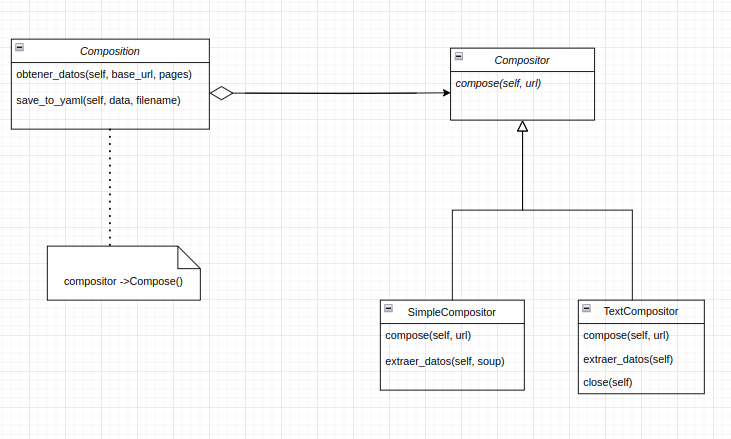 Composition
obtener_datos(self, base_url, pages)
save_to_yaml(self, data, filename)
Compositor
compose(self, url)
compositor ->Compose()
SimpleCompositor
compose(self, url)
extraer_datos(self, soup)
TextCompositor
compose(self, url)
extraer_datos(self)
close(self)